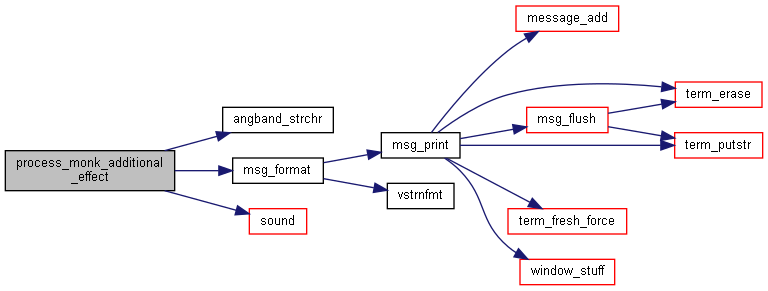 process_monk_additional
_effect
angband_strchr
msg_format
sound
msg_print
vstrnfmt
message_add
msg_flush
term_erase
term_putstr
term_fresh_force
window_stuff